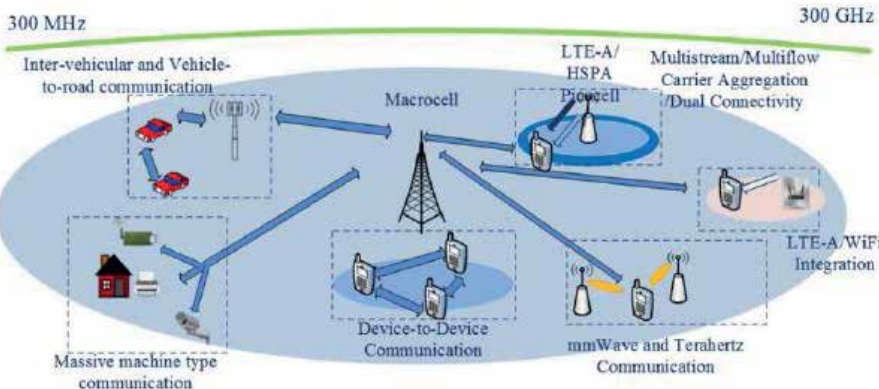 300 MHz
300 GHz
Inter-vehicular and Vehicle-
to-road communication
Macrocell
LTE-A/
HSPA
Picocell
Multistream/Multiflow
Carrier Aggregation
/Dual Connectivity
LTE-A/WiFi
Integration
Device-to-Device
Communication
mmWave and Terahertz
Communication
Massive machine type
communication